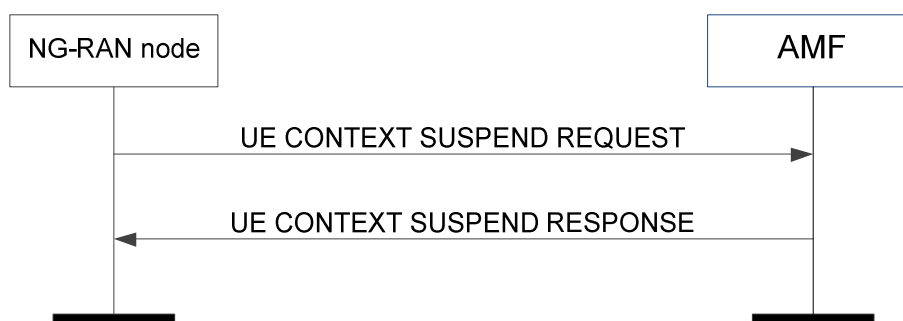 NG-RAN node
AMF
UE CONTEXT SUSPEND REQUEST
UE CONTEXT SUSPEND RESPONSE